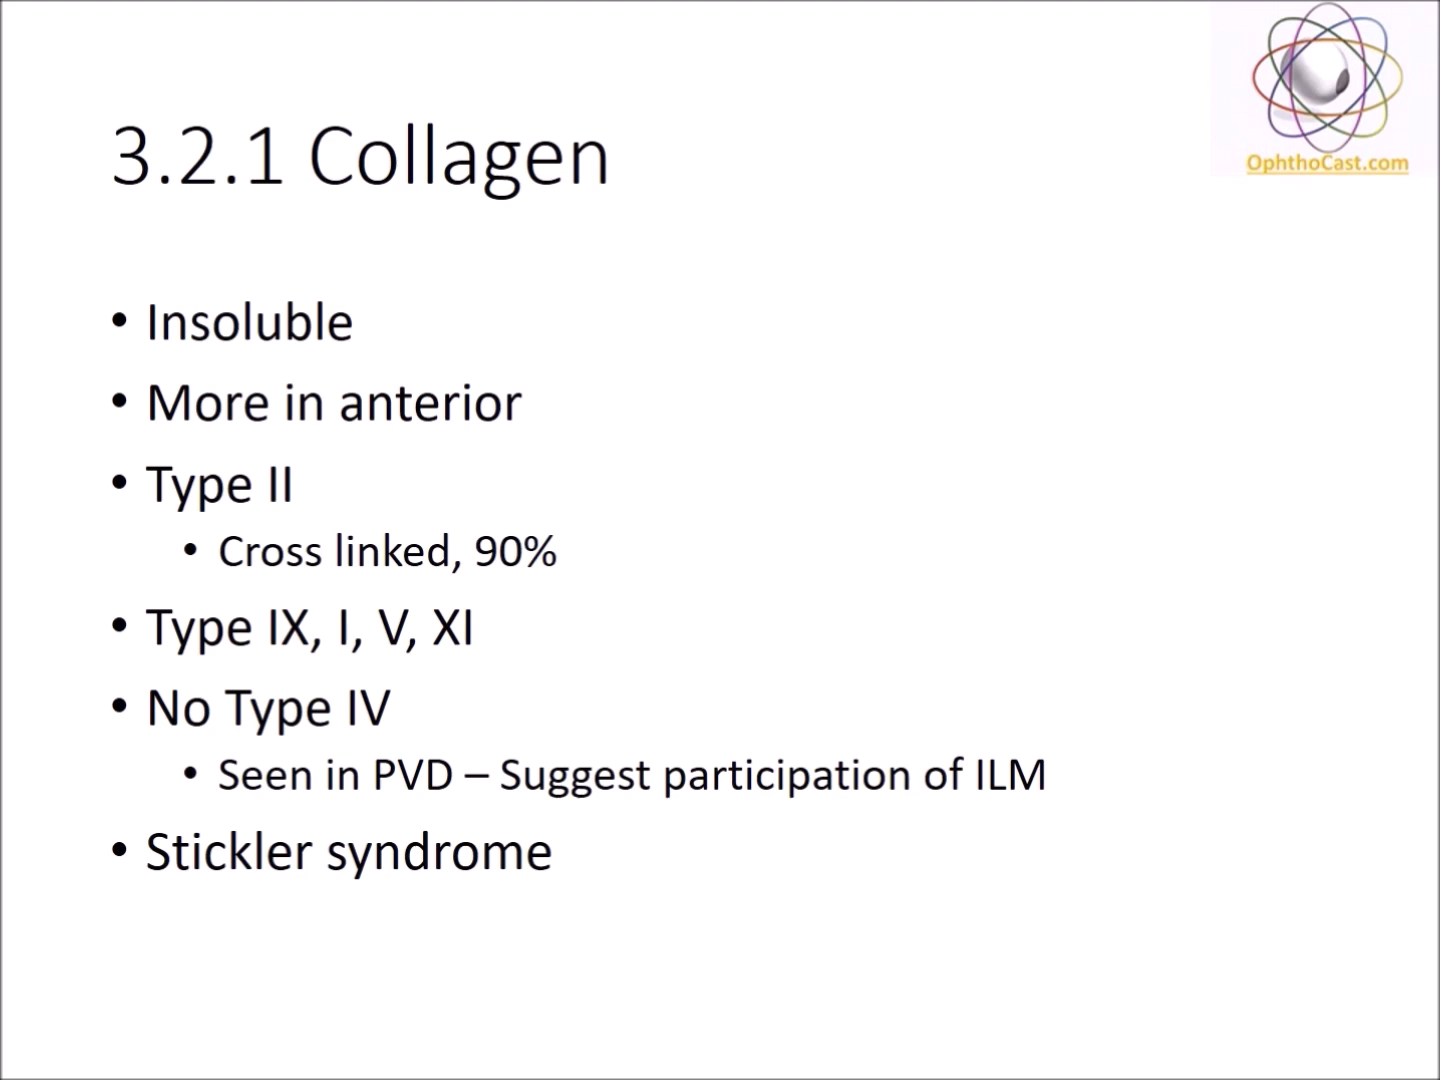 OphthoCast.com
3.2.1 Collagen
• Insoluble
• More in anterior
• Type II
• Cross linked, 90%
• Type IX, I, V, XI
• No Type IV
• Seen in PVD – Suggest participation of ILM
• Stickler syndrome